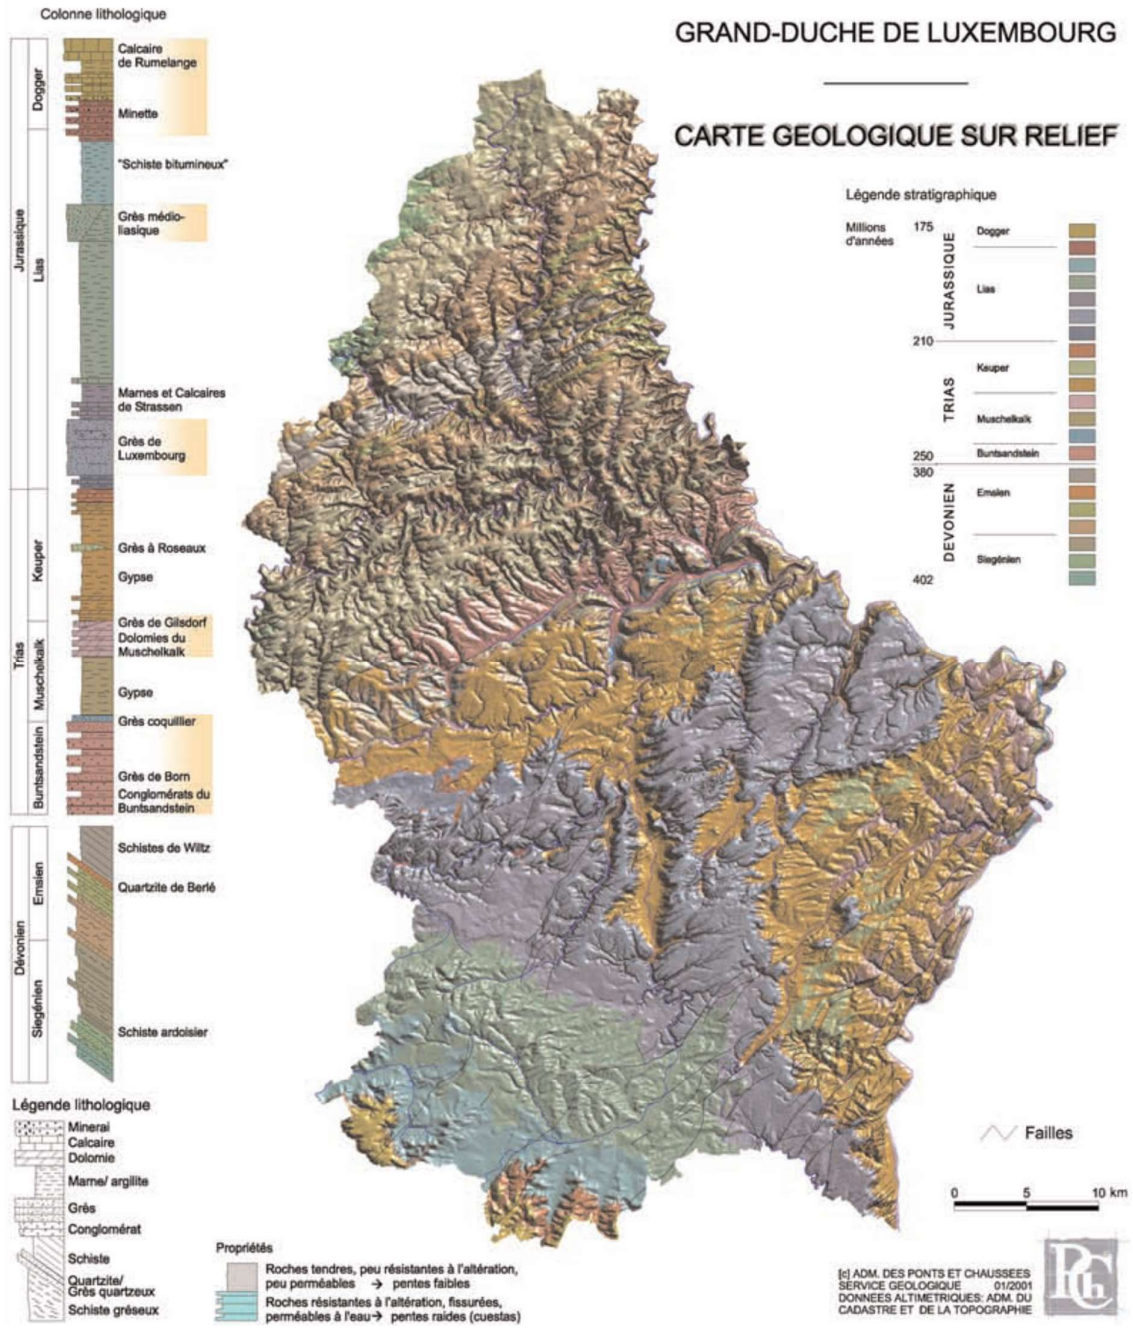 Colonne lithologique
GRAND-DUCHE DE LUXEMBOURG
CARTE GEOLOGIQUE SUR RELIEF
Jurassique
Dogger
Lias
Trias
Keuper
Muschelkalk
Buntsandstein
Dévonien
Emsien
Siegénien
Calcaire
de Rumelange
Minette
"Schiste bitumineux"
Grès médio-
liasique
Marnes et Calcaires
de Strassen
Grès de
Luxembourg
Grès à Roseaux
Gypse
Grès de Gilsdorf
Dolomies du
Muschelkalk
Gypse
Grès coquillier
Grès de Born
Conglomérats du
Buntsandstein
Schistes de Wiltz
Quartzite de Berlé
Schiste ardoisier
Légende stratigraphique
Millions
d'années
175
210
250
380
402
JURASSIQUE
TRIAS
DEVONIEN
Dogger
Lias
Keuper
Muschelkalk
Buntsandstein
Emsien
Siegénien
Légende lithologique
Minerai
Calcaire
Dolomie
Marne/ argilite
Grès
Conglomérat
Schiste
Quartzite/
Grès quartzeux
Schiste gréseux
Propriétés
Roches tendres, peu résistantes à l'altération,
peu perméables → pentes faibles
Roches résistantes à l'altération, fissurées,
perméables à l'eau → pentes raides (cuestas)
Failles
0 5 10 km
[c] ADM. DES PONTS ET CHAUSSEES
SERVICE GEOLOGIQUE 01/2001
DONNEES ALTIMETRIQUES: ADM. DU
CADASTRE ET DE LA TOPOGRAPHIE
PCh